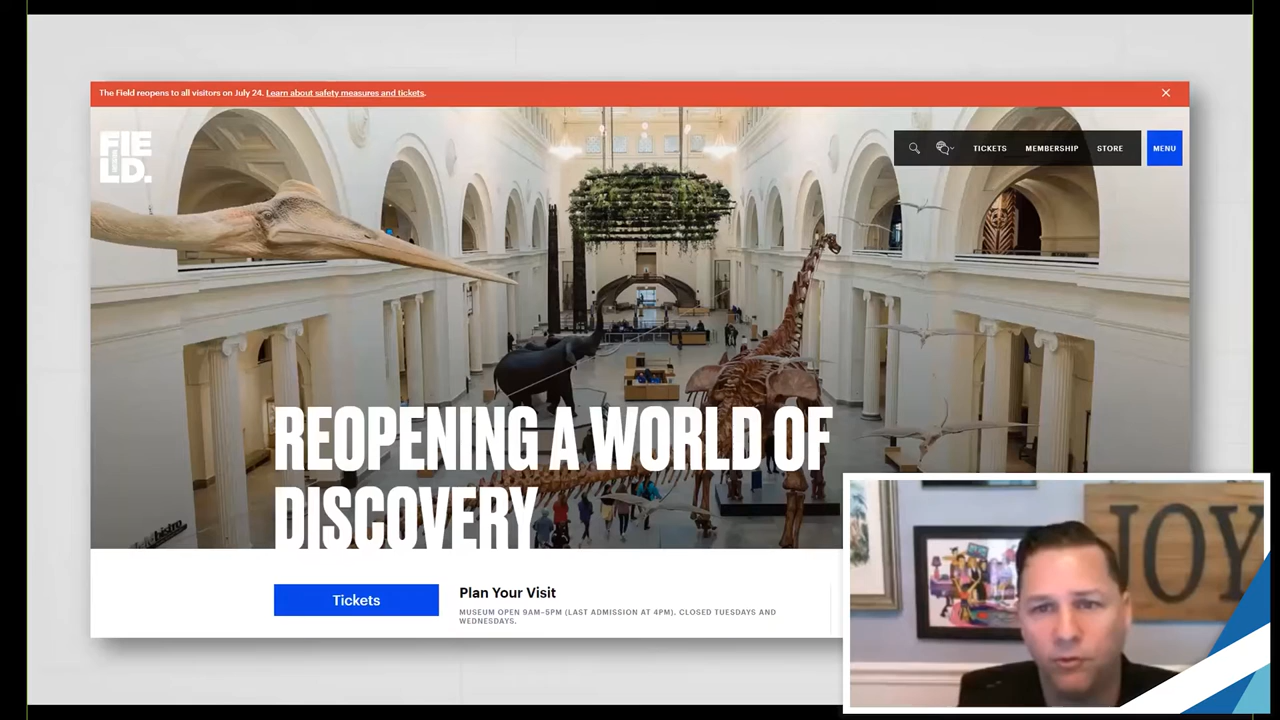 The Field reopens to all visitors on July 24. Learn about safety measures and tickets.
FIE
LD.
TICKETS MEMBERSHIP STORE MENU
REOPENING A WORLD OF
DISCOVERY
Tickets
Plan Your Visit
MUSEUM OPEN 9AM–5PM (LAST ADMISSION AT 4PM). CLOSED TUESDAYS AND
WEDNESDAYS.
JOY